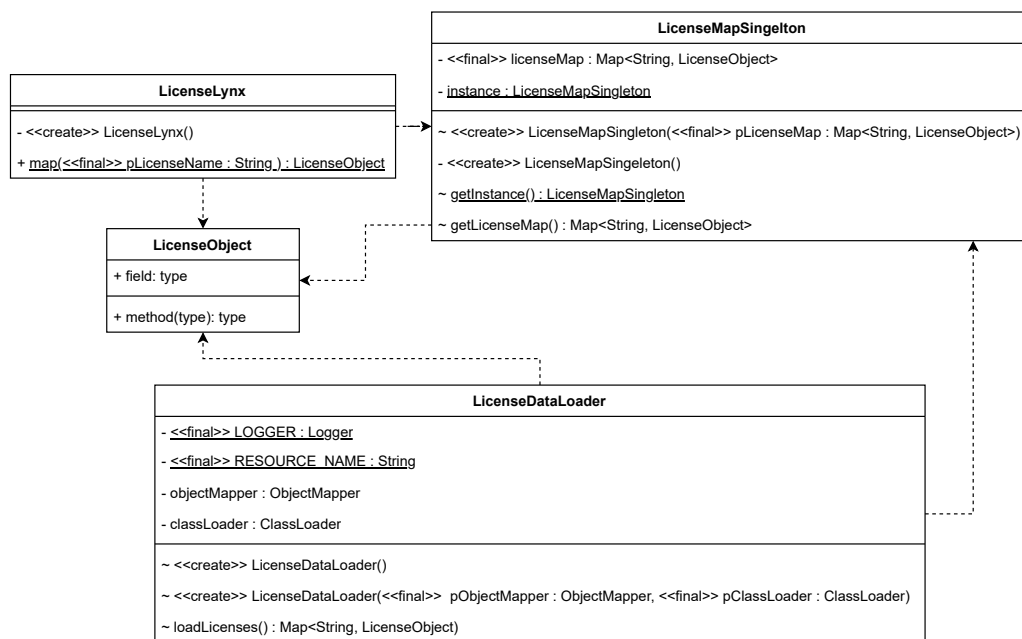 LicenseMapSingelton
- <<final>> licenseMap : Map<String, LicenseObject>
- instance : LicenseMapSingleton
~ <<create>> LicenseMapSingleton(<<final>> pLicenseMap : Map<String, LicenseObject>)
- <<create>> LicenseMapSingeleton()
~ getInstance() : LicenseMapSingleton
~ getLicenseMap() : Map<String, LicenseObject>
LicenseLynx
- <<create>> LicenseLynx()
+ map(<<final>> pLicenseName : String ) : LicenseObject
LicenseObject
+ field: type
+ method(type): type
LicenseDataLoader
- <<final>> LOGGER : Logger
- <<final>> RESOURCE_NAME : String
- objectMapper : ObjectMapper
- classLoader : ClassLoader
~ <<create>> LicenseDataLoader()
~ <<create>> LicenseDataLoader(<<final>> pObjectMapper : ObjectMapper, <<final>> pClassLoader : ClassLoader)
~ loadLicenses() : Map<String, LicenseObject)